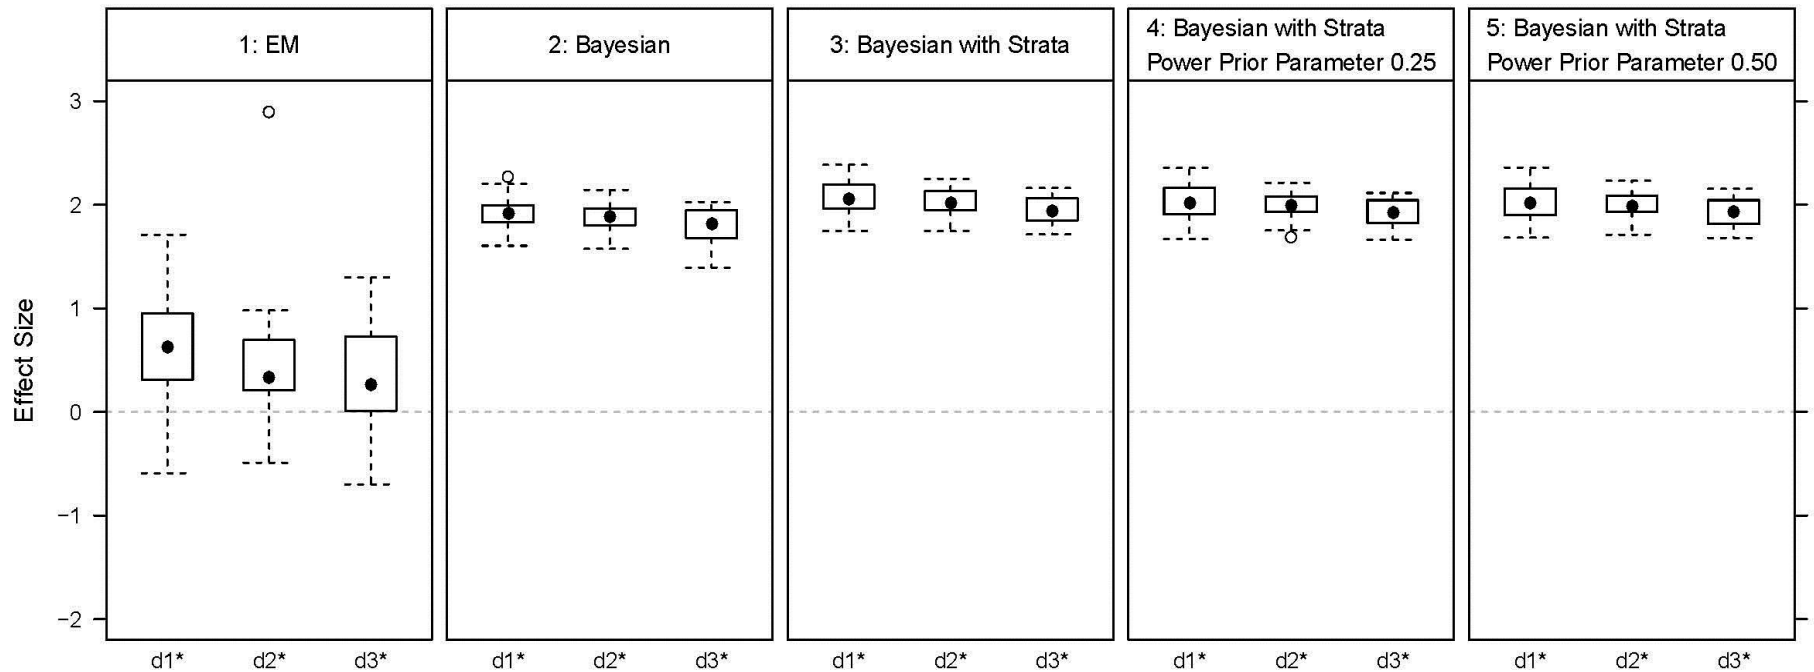 1: EM
2: Bayesian
3: Bayesian with Strata
4: Bayesian with Strata
Power Prior Parameter 0.25
5: Bayesian with Strata
Power Prior Parameter 0.50
Effect Size
3
2
1
0
−1
−2
d1* d2* d3*
d1* d2* d3*
d1* d2* d3*
d1* d2* d3*
d1* d2* d3*